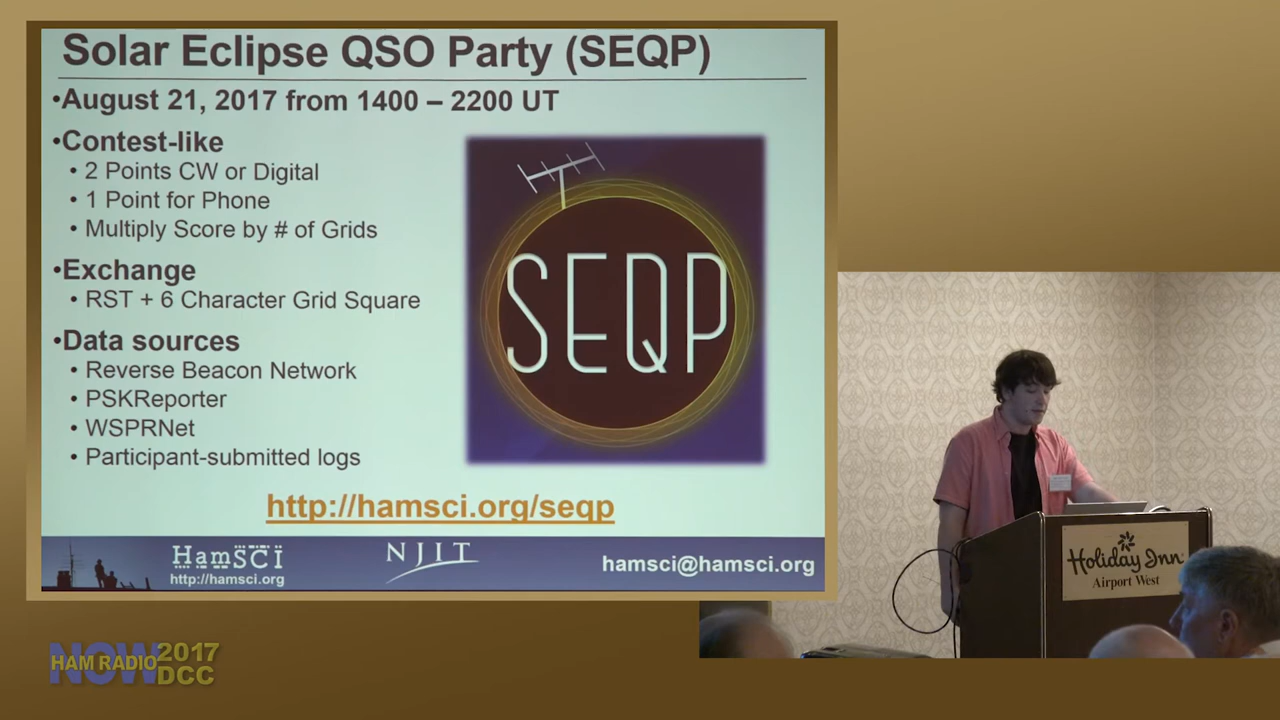 Solar Eclipse QSO Party (SEQP)
•August 21, 2017 from 1400 – 2200 UT
•Contest-like
• 2 Points CW or Digital
• 1 Point for Phone
• Multiply Score by # of Grids
•Exchange
• RST + 6 Character Grid Square
•Data sources
• Reverse Beacon Network
• PSKReporter
• WSPRNet
• Participant-submitted logs
SEQP
http://hamsci.org/seqp
HamSCI
http://hamsci.org
NJIT
hamsci@hamsci.org
Holiday Inn
Airport West
NOW
HAM RADIO 2017
DCC